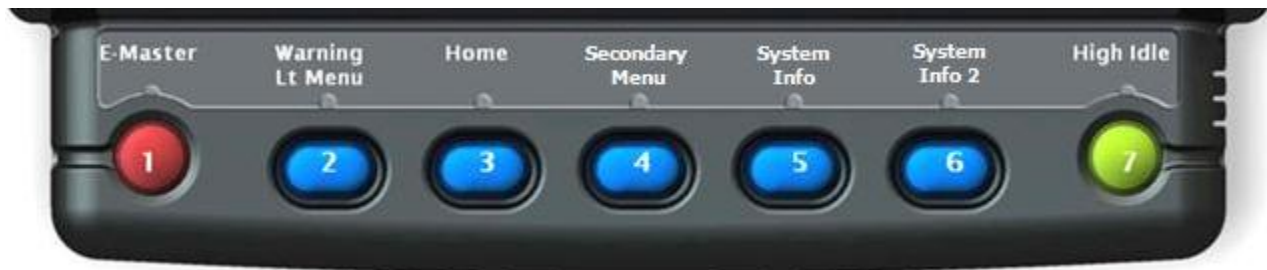 E-Master
Warning
Lt Menu
Home
Secondary
Menu
System
Info
System
Info 2
High Idle
1
2
3
4
5
6
7